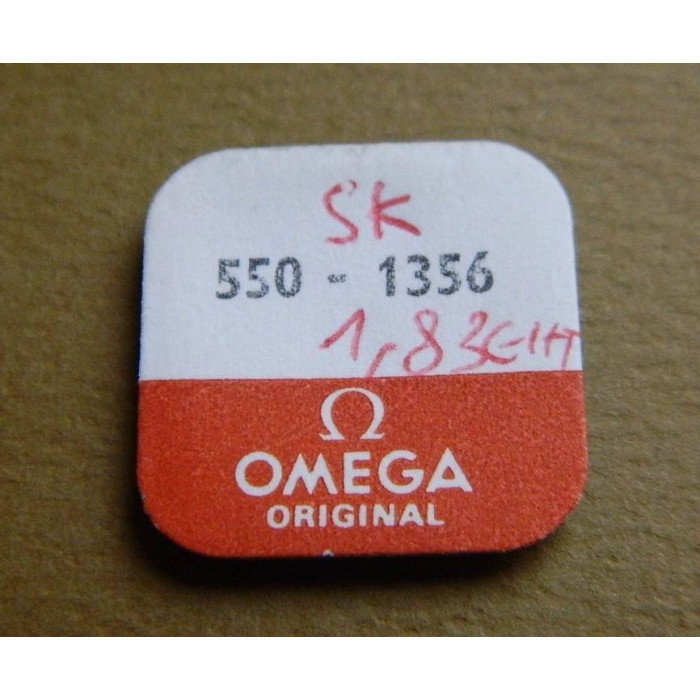 SK
550 - 1356
1,83
Ω
OMEGA
ORIGINAL